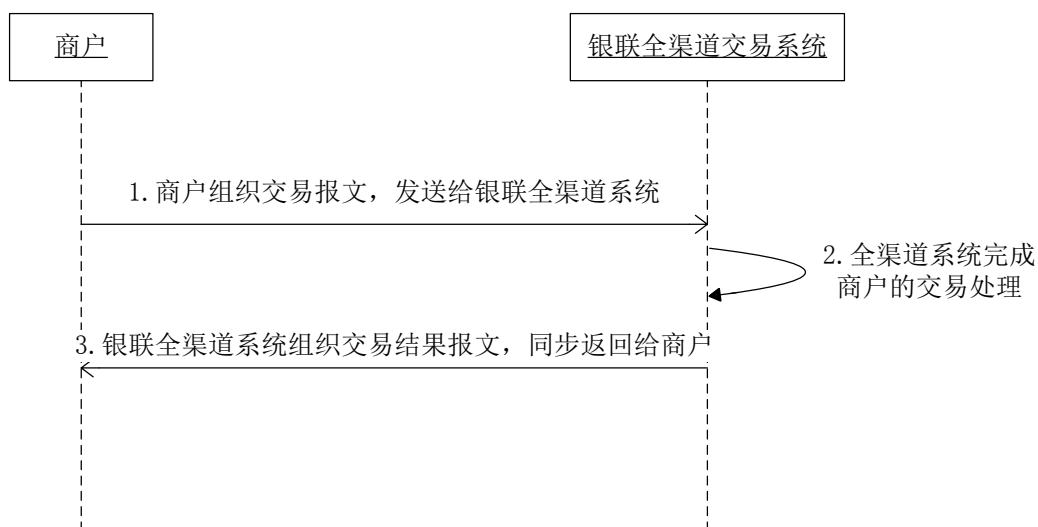 商户
银联全渠道交易系统
1.商户组织交易报文，发送给银联全渠道系统
2.全渠道系统完成
商户的交易处理
3.银联全渠道系统组织交易结果报文，同步返回给商户